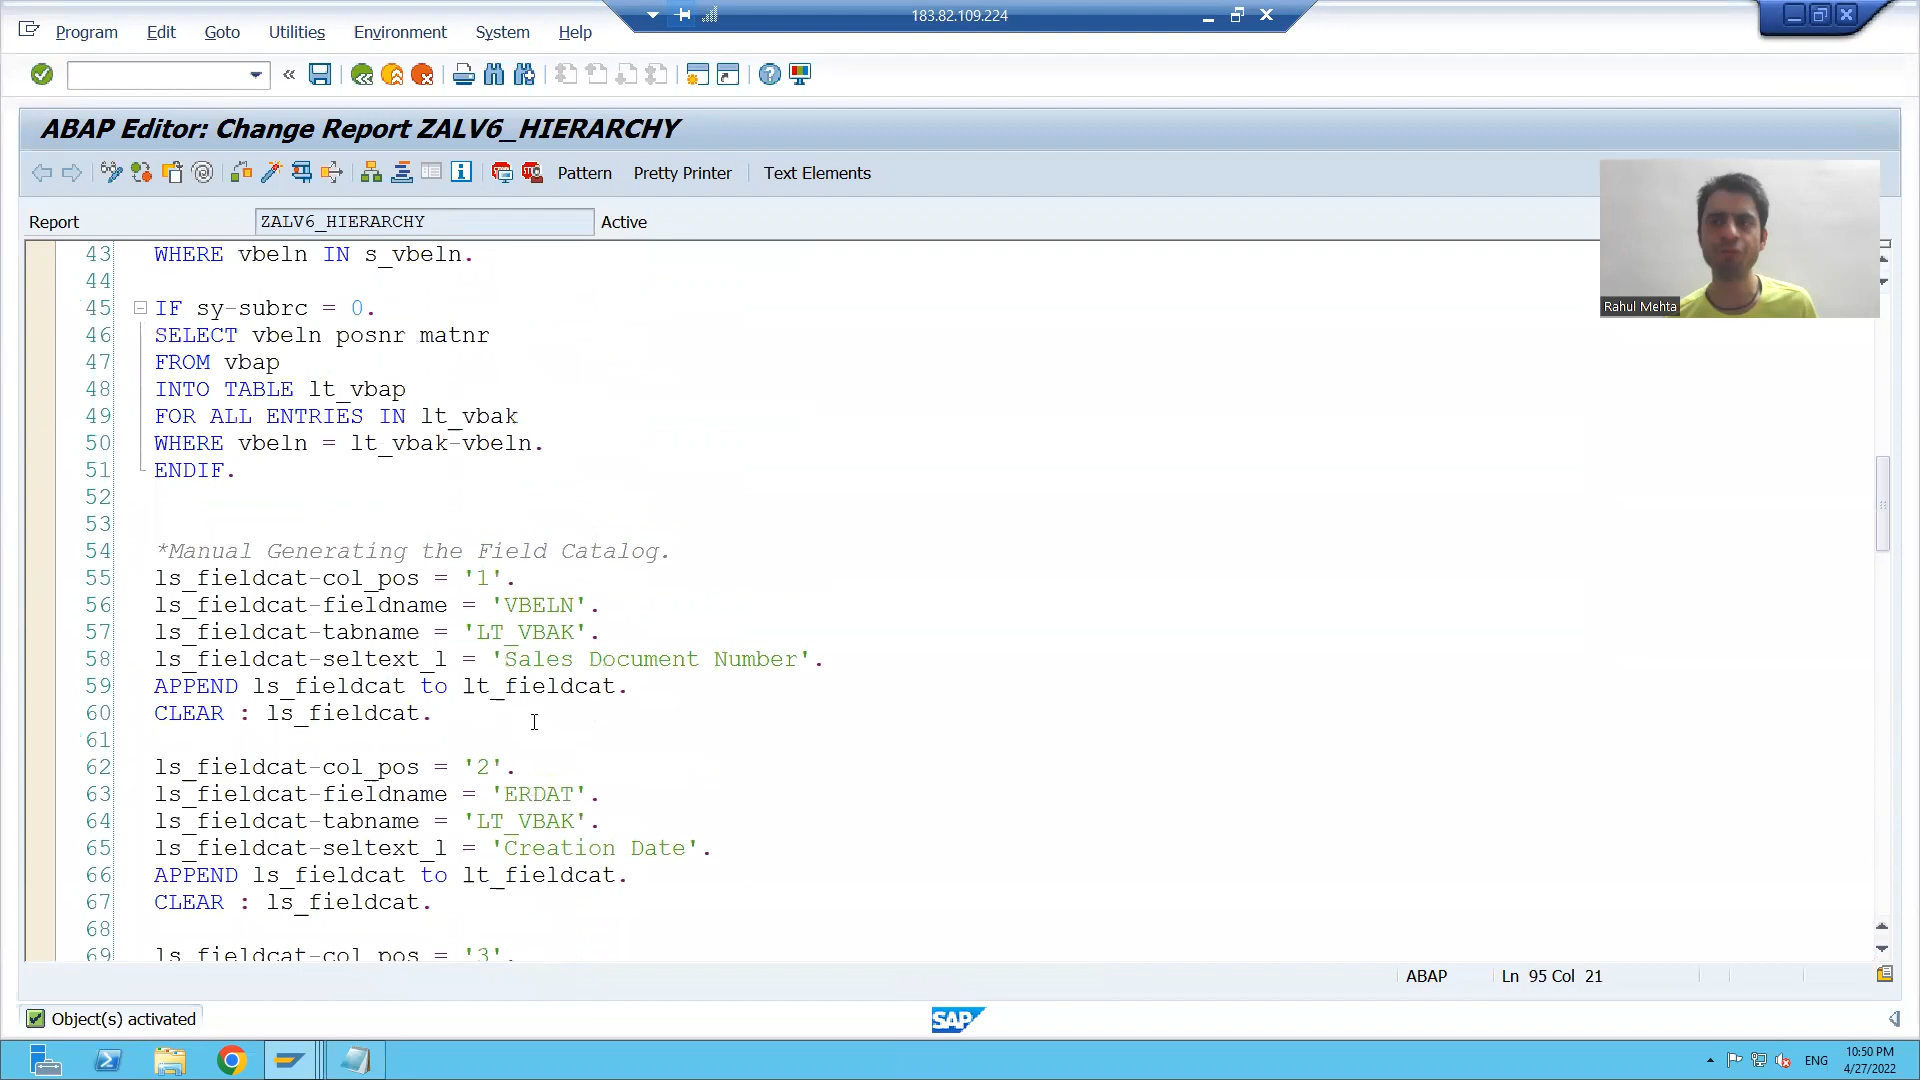 183.82.109.224
Program Edit Goto Utilities Environment System Help
ABAP Editor: Change Report ZALV6_HIERARCHY
Pattern Pretty Printer Text Elements
Report ZALV6_HIERARCHY Active
Rahul Mehta
43 WHERE vbeln IN s_vbeln.
44
45 IF sy-subrc = 0.
46 SELECT vbeln posnr matnr
47 FROM vbap
48 INTO TABLE lt_vbap
49 FOR ALL ENTRIES IN lt_vbak
50 WHERE vbeln = lt_vbak-vbeln.
51 ENDIF.
52
53
54 *Manual Generating the Field Catalog.
55 ls_fieldcat-col_pos = '1'.
56 ls_fieldcat-fieldname = 'VBELN'.
57 ls_fieldcat-tabname = 'LT_VBAK'.
58 ls_fieldcat-seltext_l = 'Sales Document Number'.
59 APPEND ls_fieldcat to lt_fieldcat.
60 CLEAR : ls_fieldcat.
61
62 ls_fieldcat-col_pos = '2'.
63 ls_fieldcat-fieldname = 'ERDAT'.
64 ls_fieldcat-tabname = 'LT_VBAK'.
65 ls_fieldcat-seltext_l = 'Creation Date'.
66 APPEND ls_fieldcat to lt_fieldcat.
67 CLEAR : ls_fieldcat.
68
69 ls_fieldcat-col_pos = '3'.
ABAP Ln 95 Col 21
Object(s) activated
SAP
ENG
10:50 PM
4/27/2022